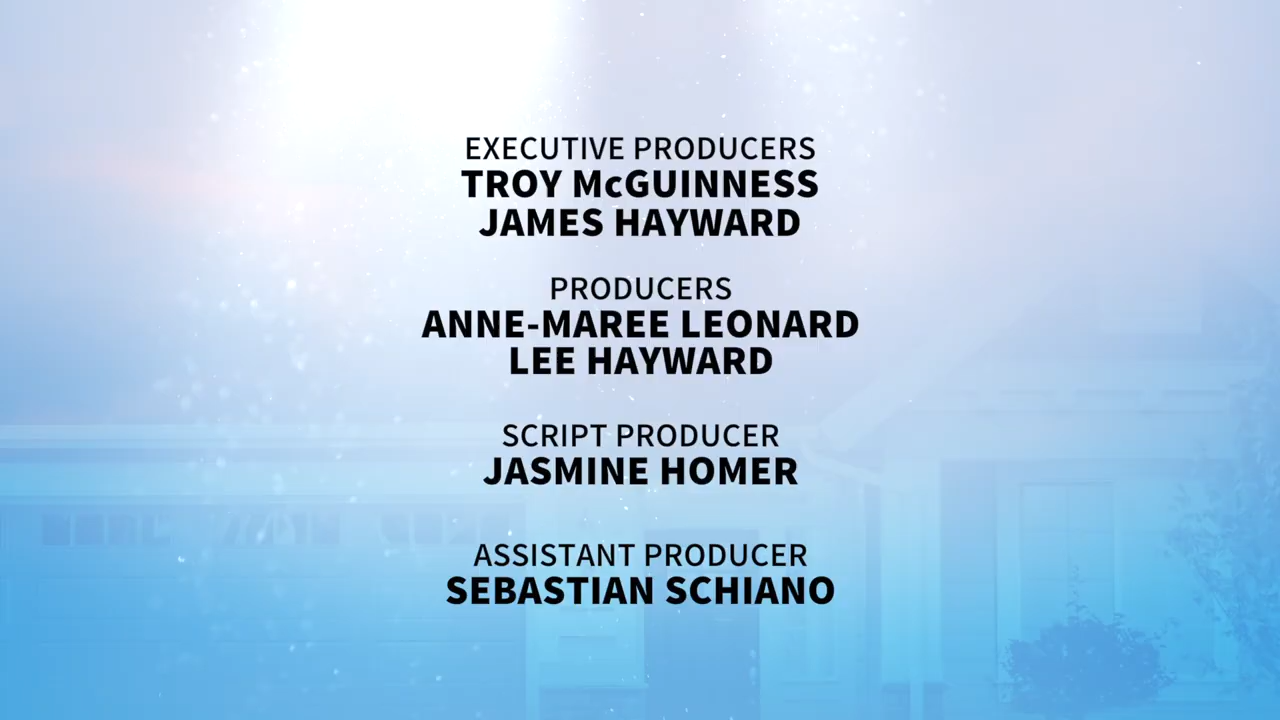 EXECUTIVE PRODUCERS
TROY McGUINNESS
JAMES HAYWARD
PRODUCERS
ANNE-MAREE LEONARD
LEE HAYWARD
SCRIPT PRODUCER
JASMINE HOMER
ASSISTANT PRODUCER
SEBASTIAN SCHIANO